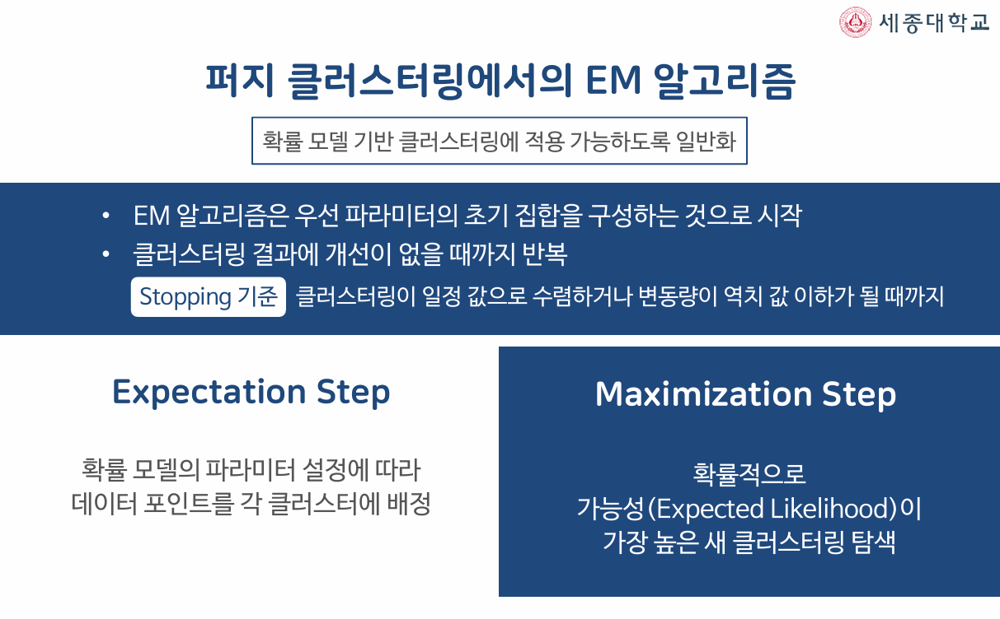 세종대학교
퍼지 클러스터링에서의 EM 알고리즘
확률 모델 기반 클러스터링에 적용 가능하도록 일반화
• EM 알고리즘은 우선 파라미터의 초기 집합을 구성하는 것으로 시작
• 클러스터링 결과에 개선이 없을 때까지 반복
Stopping 기준 클러스터링이 일정 값으로 수렴하거나 변동량이 역치 값 이하가 될 때까지
Expectation Step
확률 모델의 파라미터 설정에 따라
데이터 포인트를 각 클러스터에 배정
Maximization Step
확률적으로
가능성(Expected Likelihood)이
가장 높은 새 클러스터링 탐색